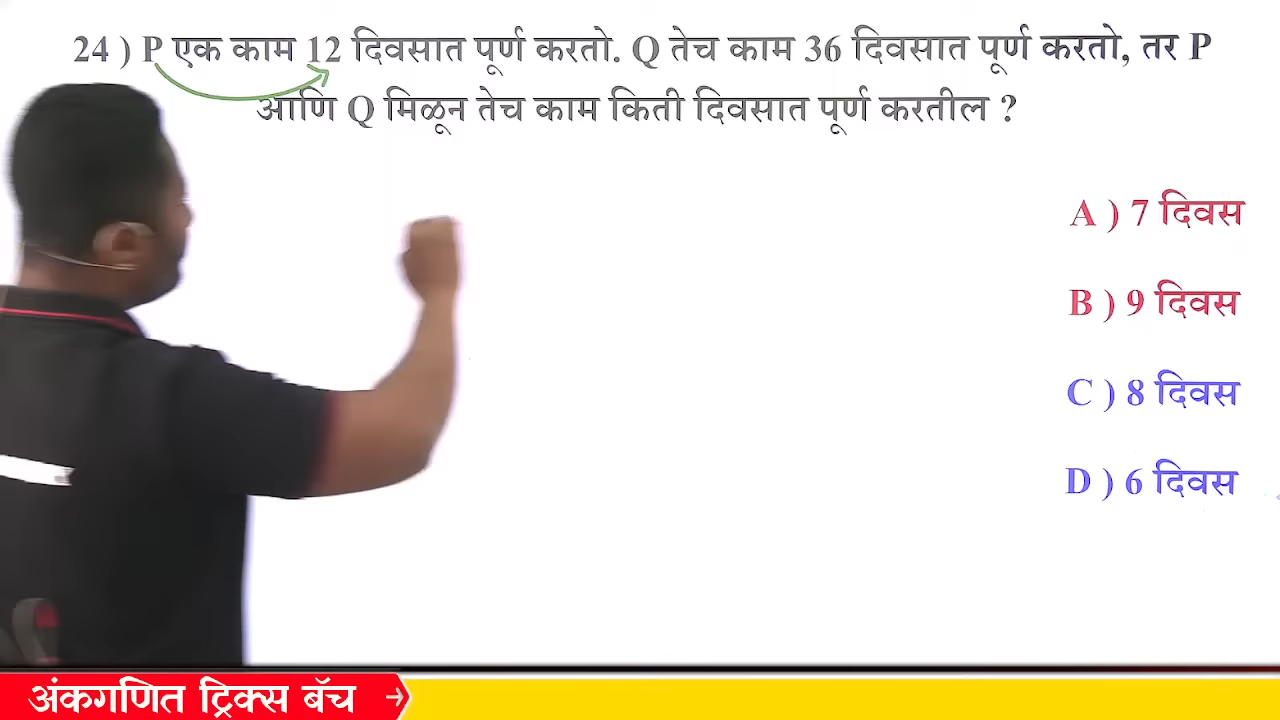 24 ) P एक काम 12 दिवसात पूर्ण करतो. Q तेच काम 36 दिवसात पूर्ण करतो, तर P
आणि Q मिळून तेच काम किती दिवसात पूर्ण करतील ?
A ) 7 दिवस
B ) 9 दिवस
C ) 8 दिवस
D ) 6 दिवस
अंकगणित ट्रिक्स बॅच